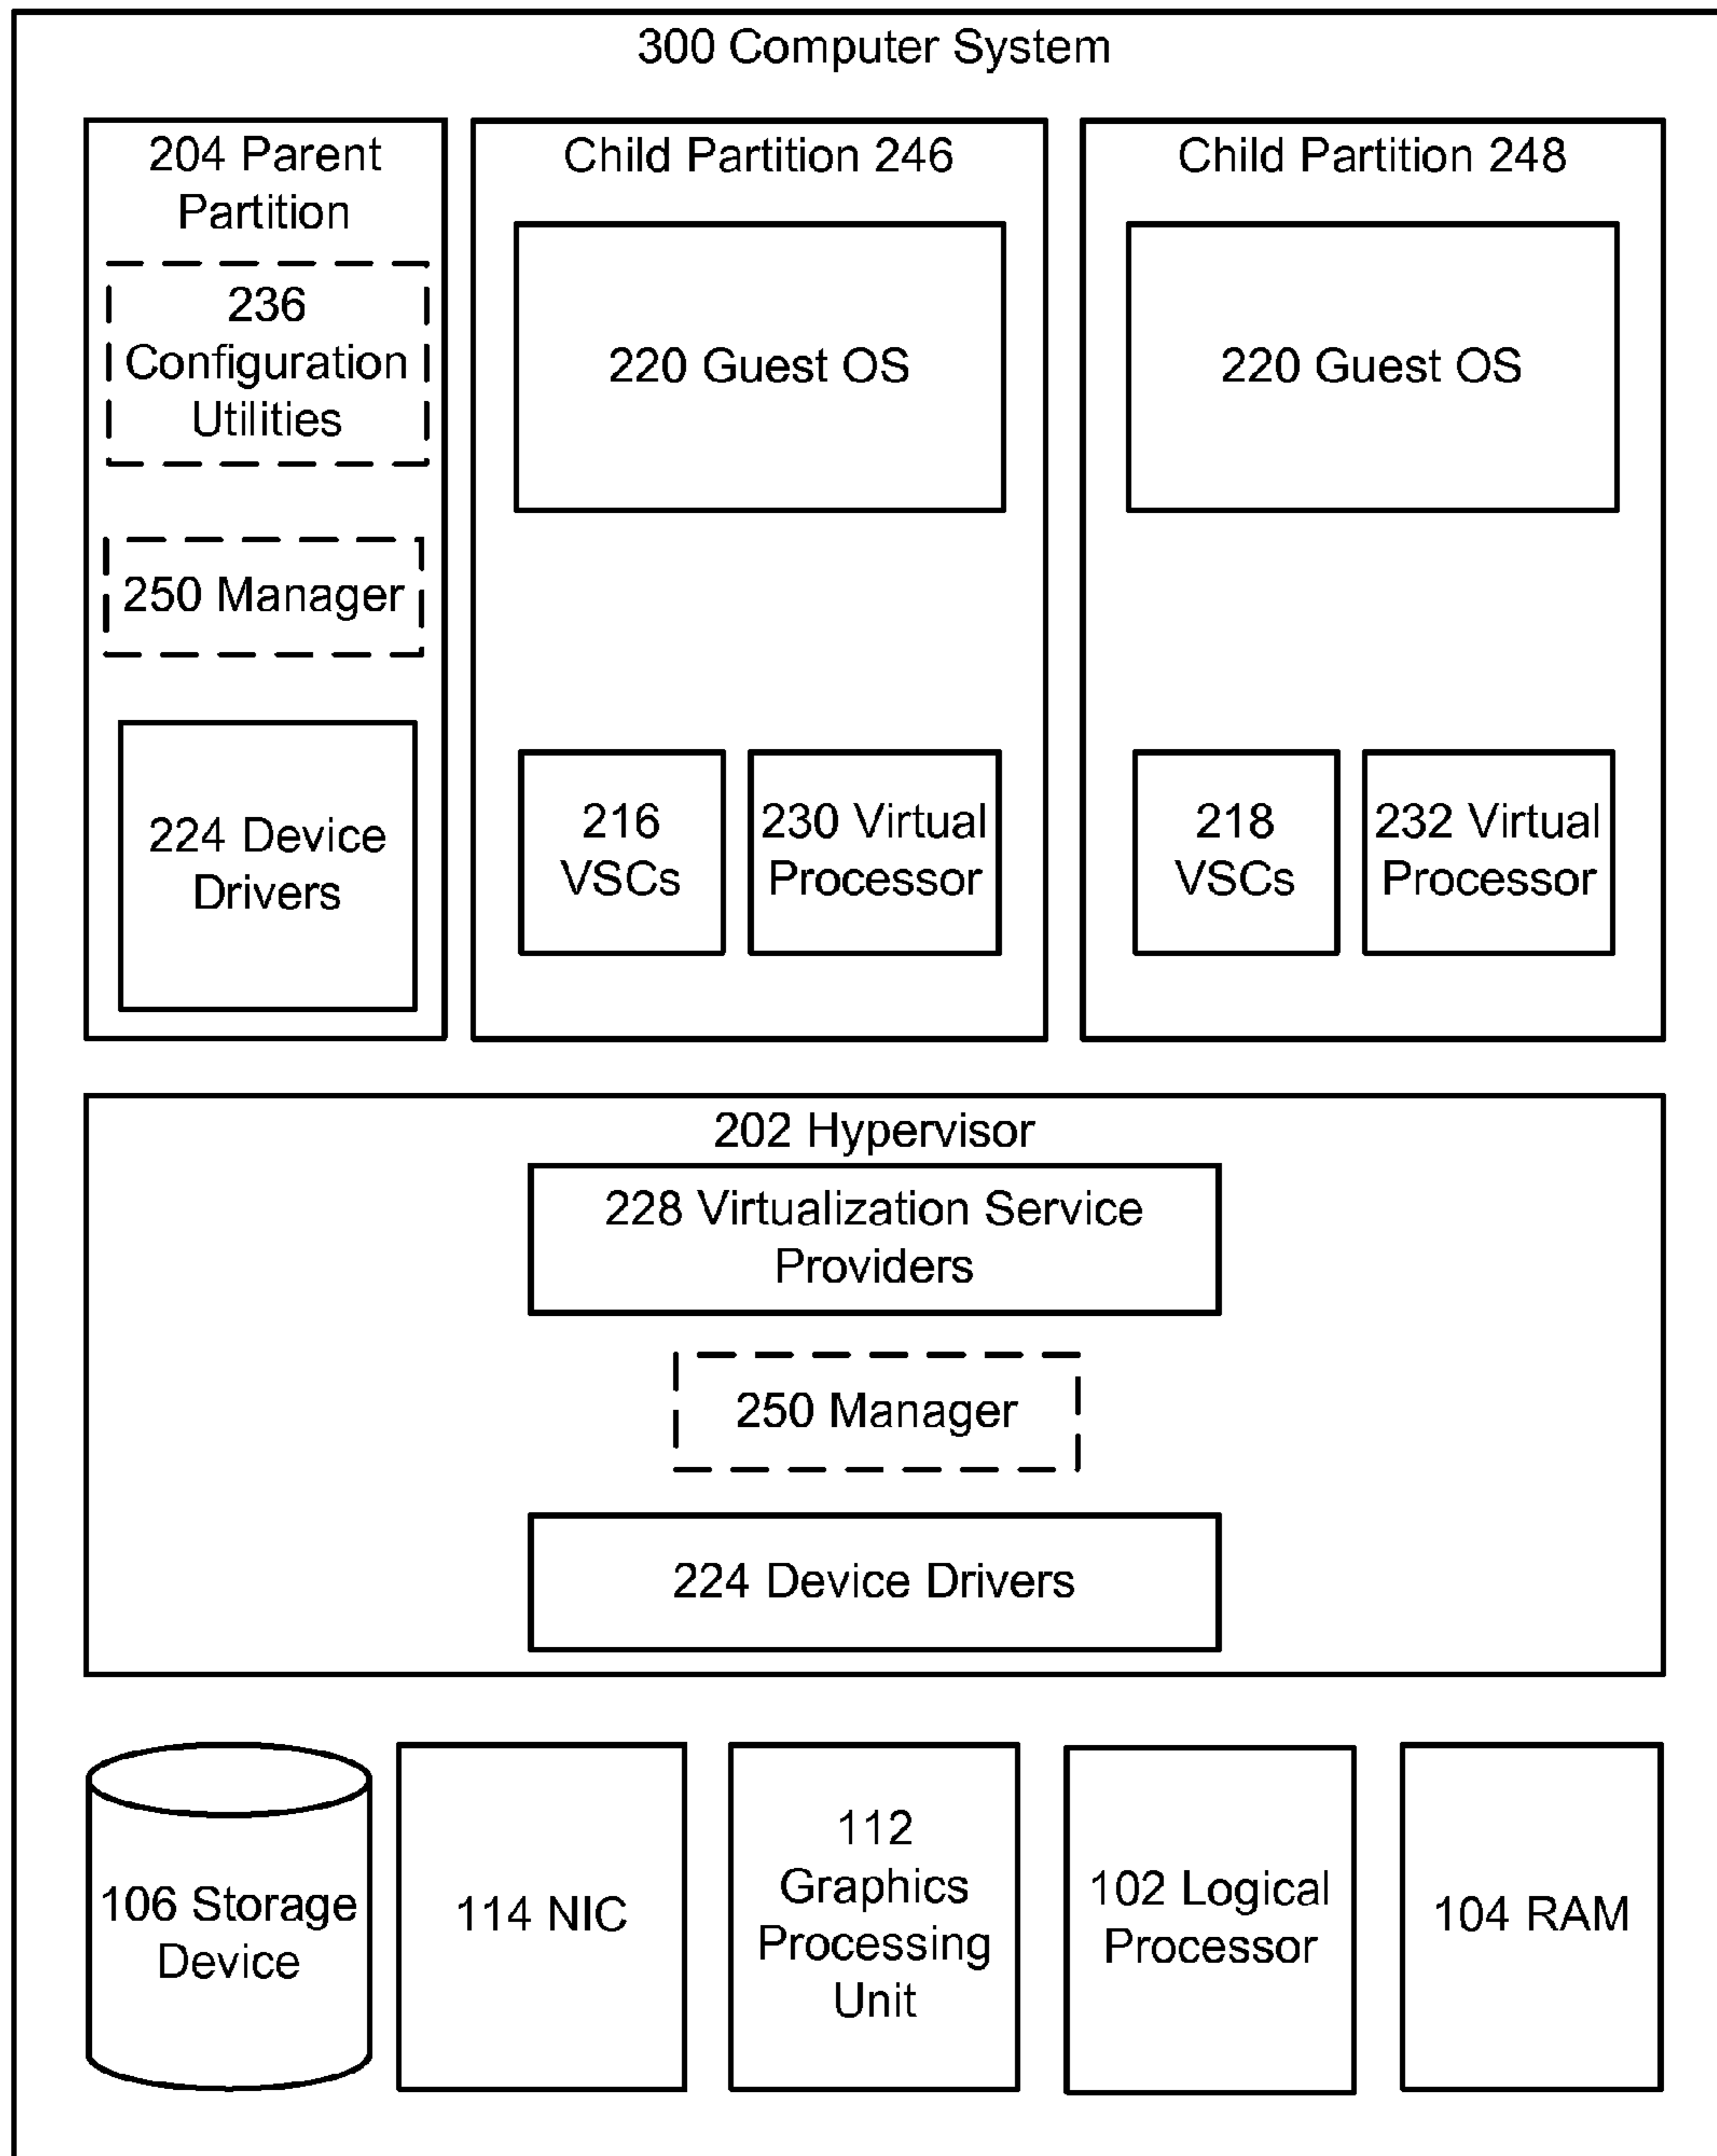 300 Computer System
204 Parent
Partition
236
Configuration
Utilities
250 Manager
224 Device
Drivers
Child Partition 246
220 Guest OS
216
VSCs
230 Virtual
Processor
Child Partition 248
220 Guest OS
218
VSCs
232 Virtual
Processor
202 Hypervisor
228 Virtualization Service
Providers
250 Manager
224 Device Drivers
106 Storage
Device
114 NIC
112
Graphics
Processing
Unit
102 Logical
Processor
104 RAM